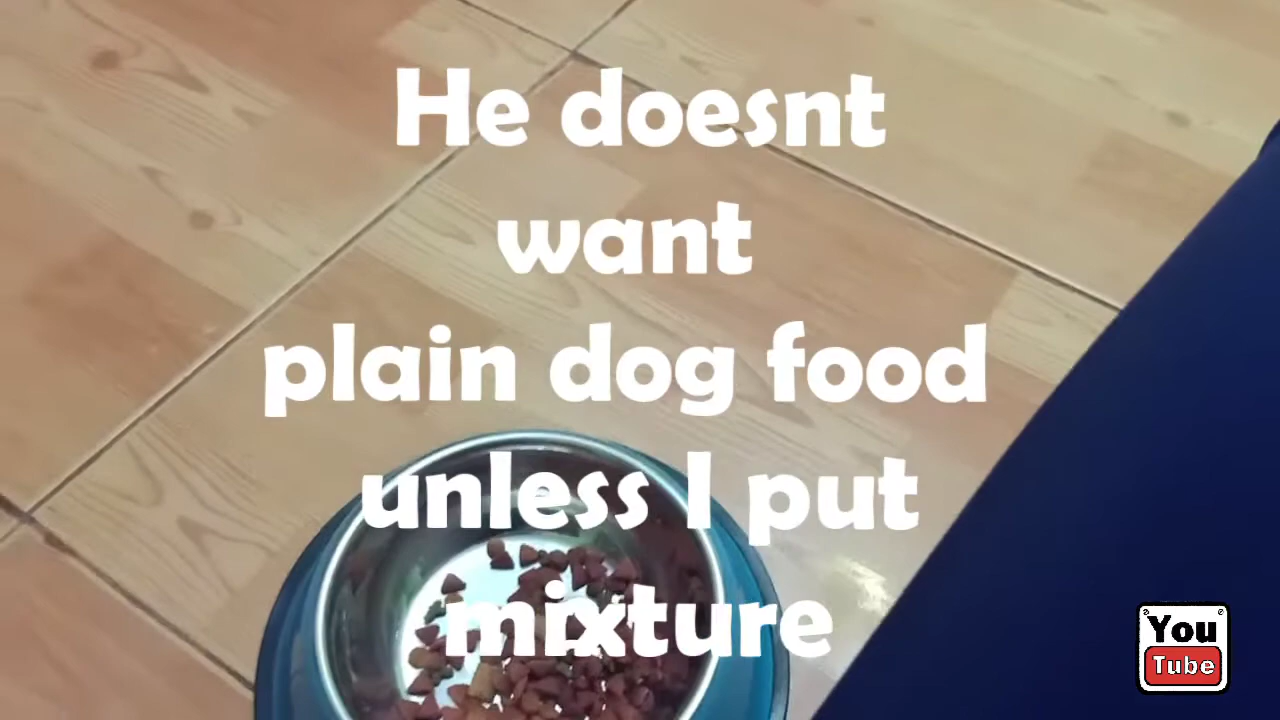 He doesnt
want
plain dog food
unless I put
mixture
You
Tube